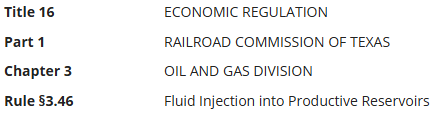 Title 16 ECONOMIC REGULATION
Part 1 RAILROAD COMMISSION OF TEXAS
Chapter 3 OIL AND GAS DIVISION
Rule §3.46 Fluid Injection into Productive Reservoirs